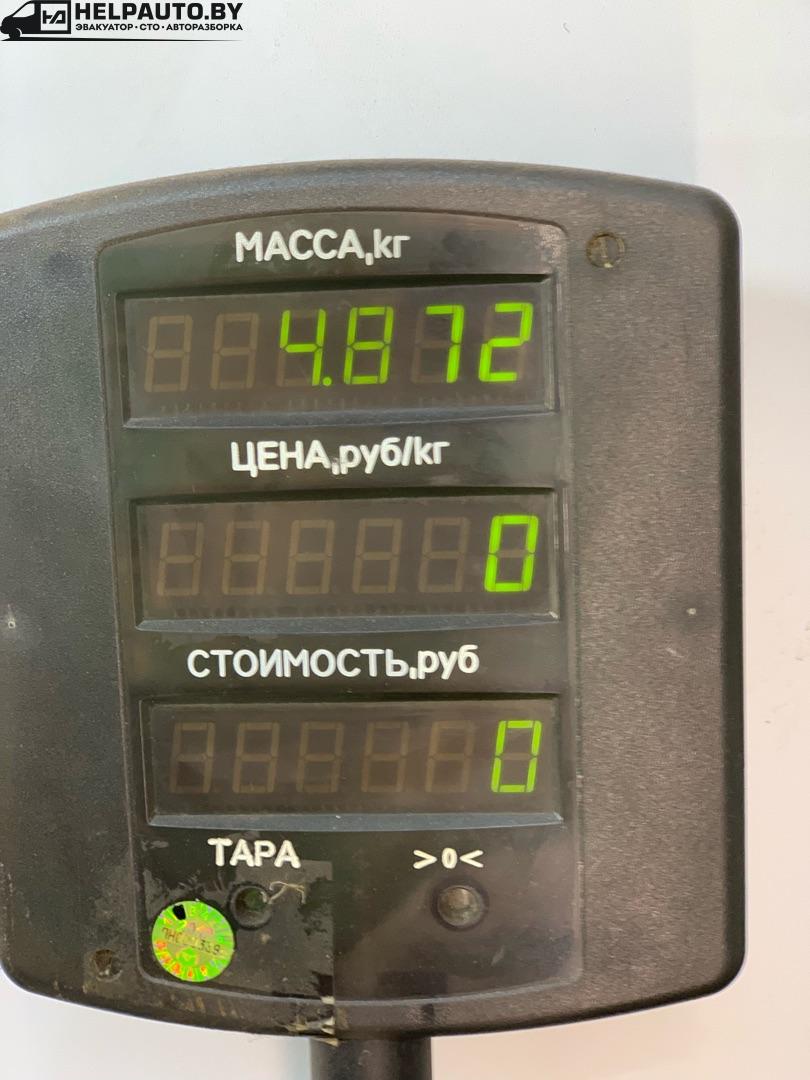 HELPAUTO.BY
ЭВАКУАТОР•СТО•АВТОРАЗБОРКА
МАССА,кг
4.872
ЦЕНА,руб/кг
0
СТОИМОСТЬ,руб
0
ТАРА >0<